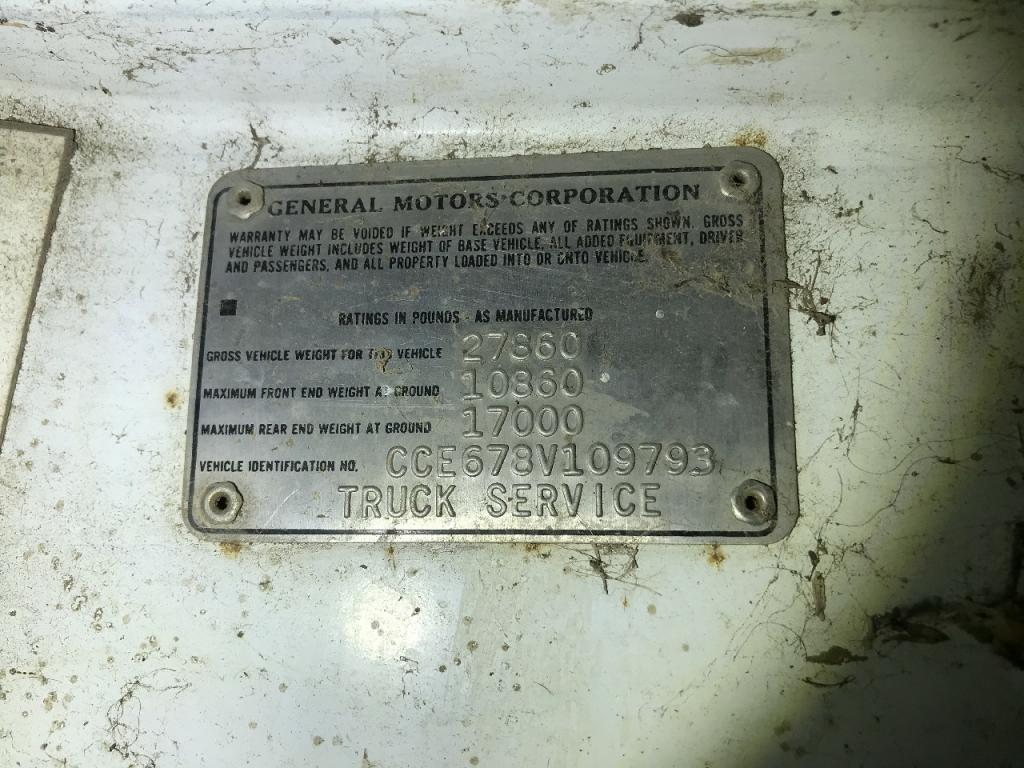 GENERAL MOTORS CORPORATION
WARRANTY MAY BE VOIDED IF WEIGHT EXCEEDS ANY OF RATINGS SHOWN. GROSS
VEHICLE WEIGHT INCLUDES WEIGHT OF BASE VEHICLE, ALL ADDED EQUIPMENT, DRIVER
AND PASSENGERS, AND ALL PROPERTY LOADED INTO OR ONTO VEHICLE.
RATINGS IN POUNDS - AS MANUFACTURED
GROSS VEHICLE WEIGHT FOR THIS VEHICLE 27860
MAXIMUM FRONT END WEIGHT AT GROUND 10860
MAXIMUM REAR END WEIGHT AT GROUND 17000
VEHICLE IDENTIFICATION NO. CCE678V109793
TRUCK SERVICE